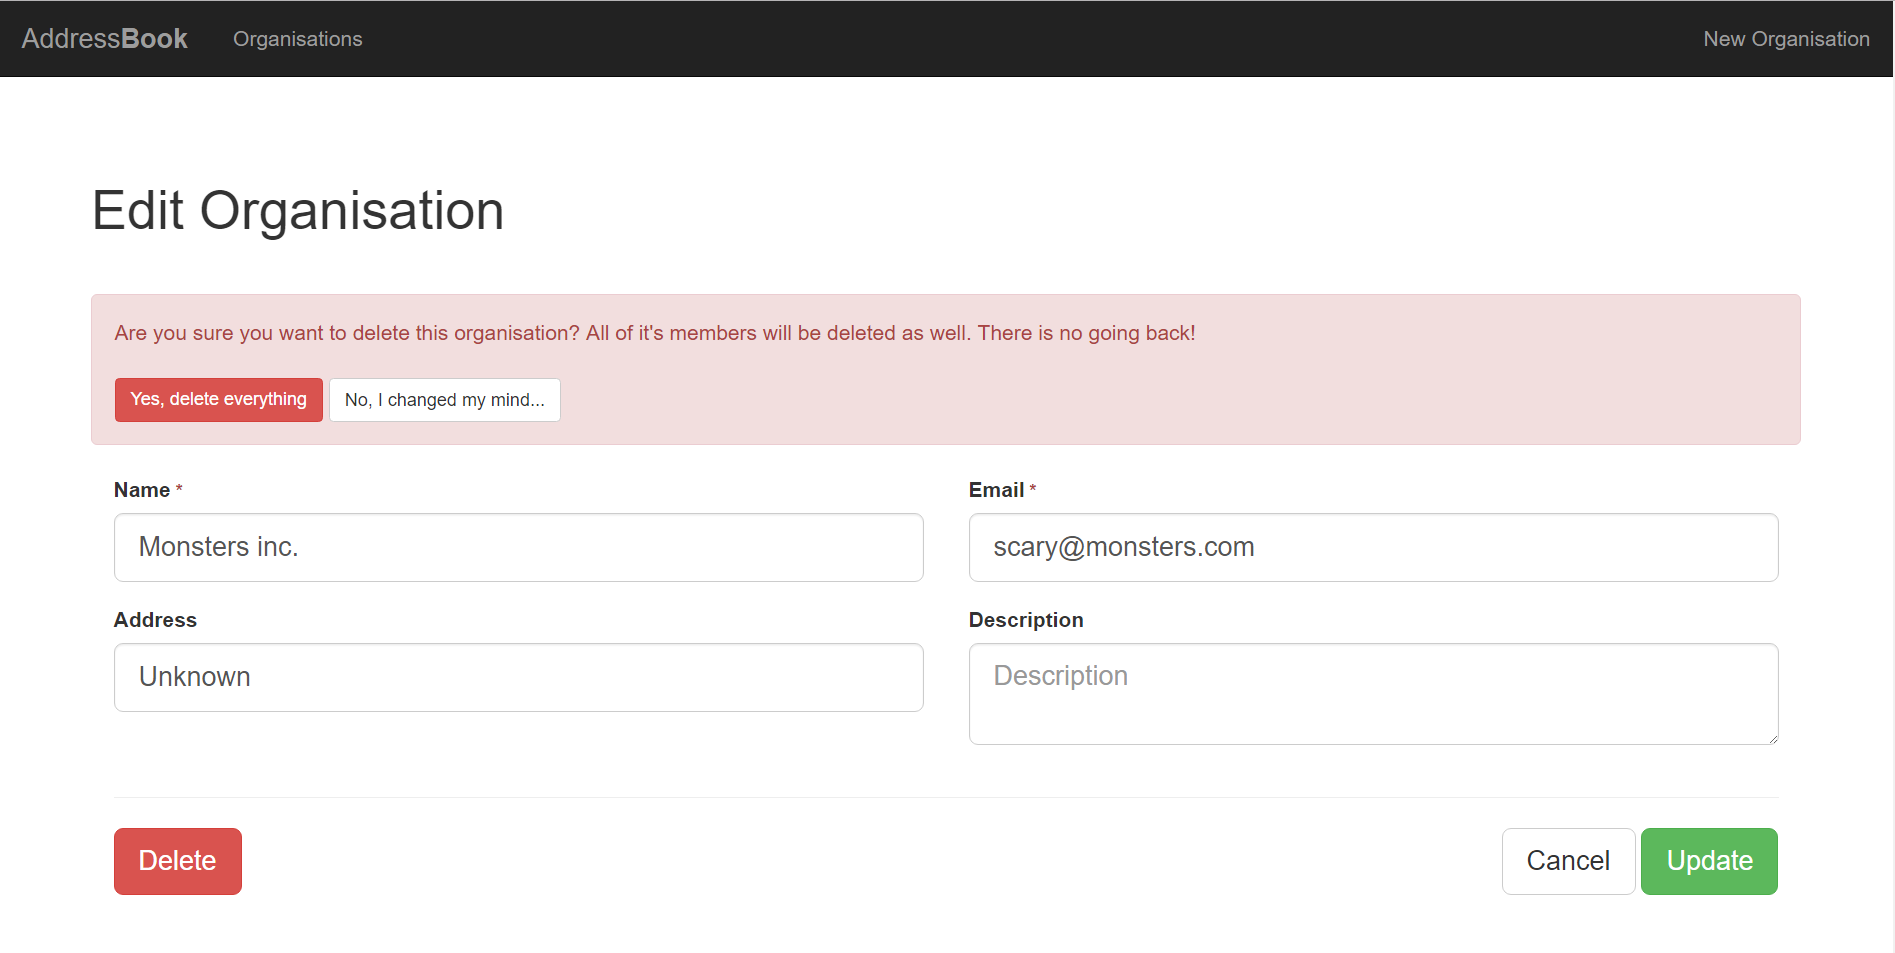 AddressBook Organisations New Organisation
Edit Organisation
Are you sure you want to delete this organisation? All of it's members will be deleted as well. There is no going back!
Yes, delete everything No, I changed my mind...
Name * Email *
Monsters inc. scary@monsters.com
Address Description
Unknown Description
Delete Cancel Update